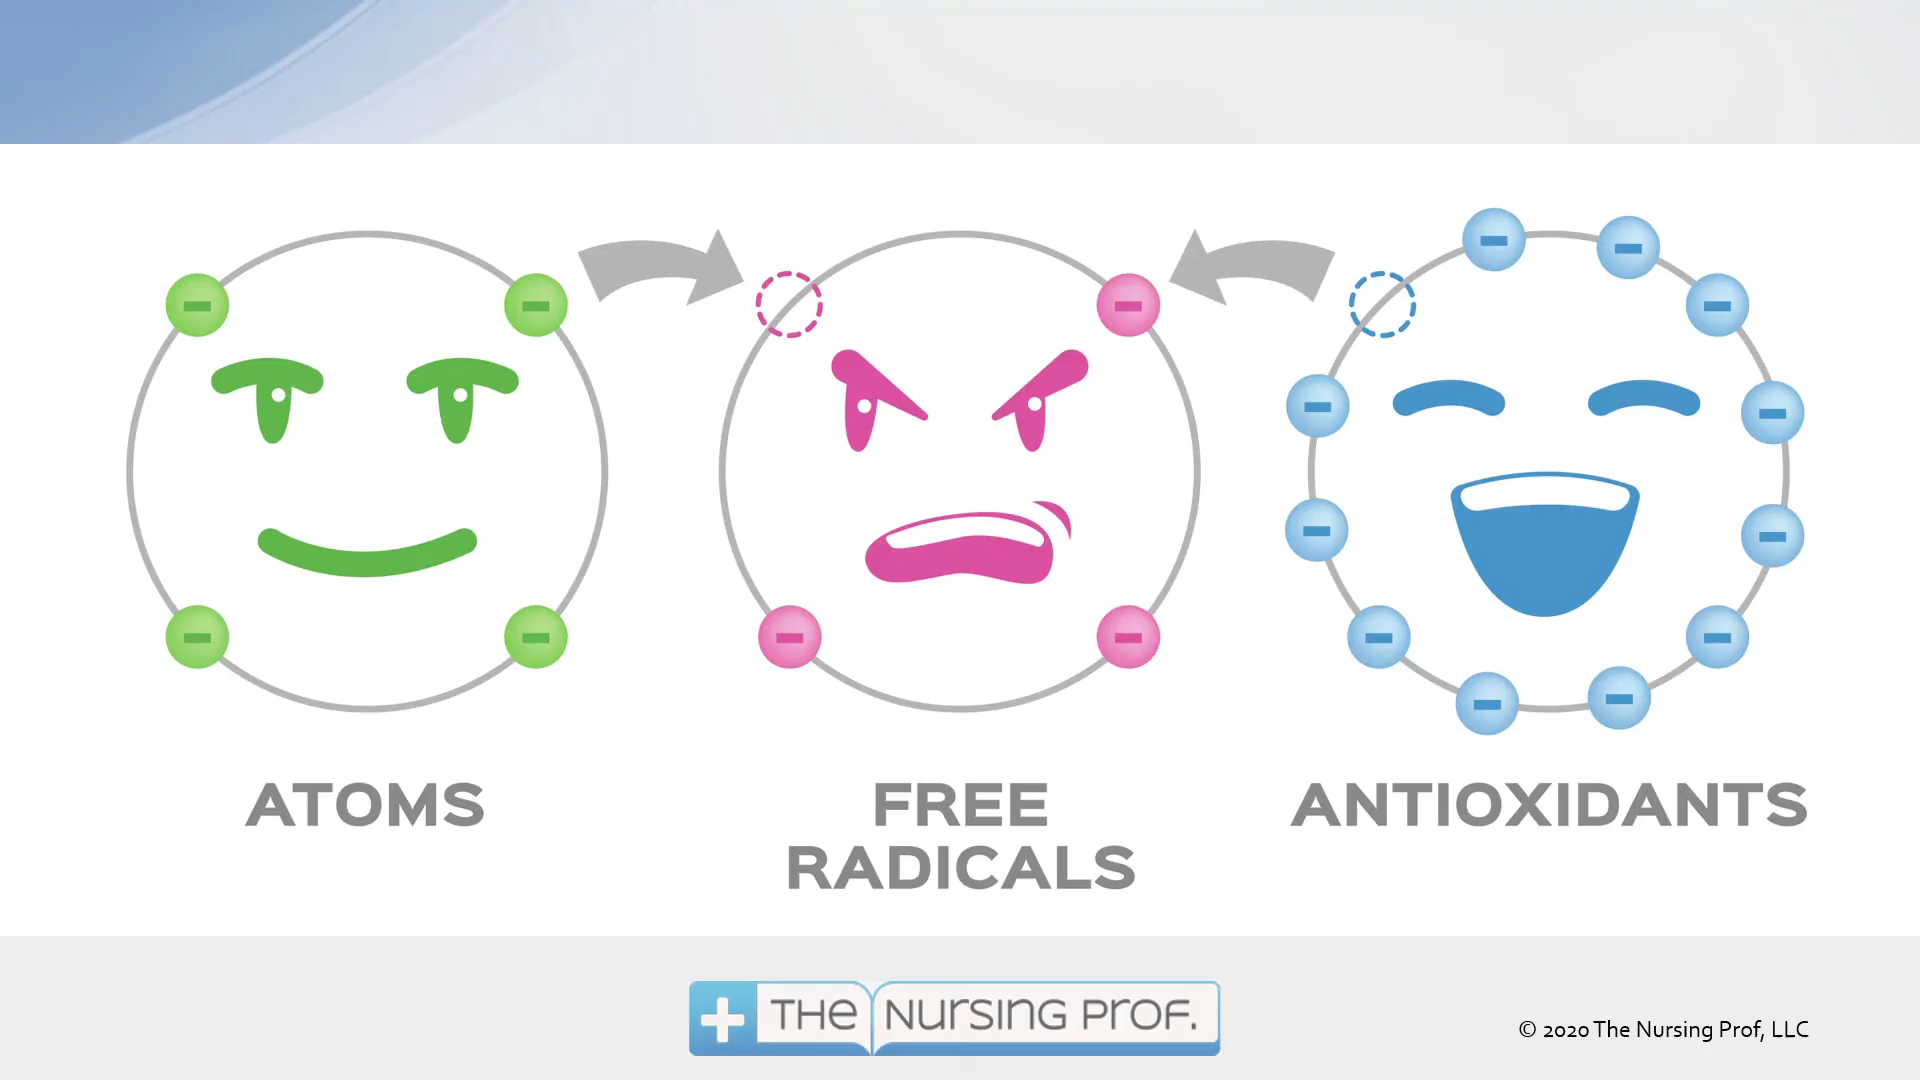 ATOMS
FREE
RADICALS
ANTIOXIDANTS
THE NURSING PROF.
© 2020 The Nursing Prof, LLC